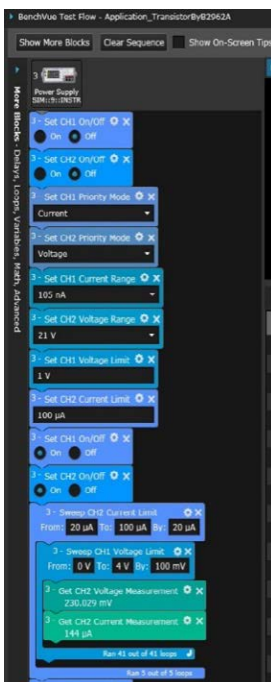 BenchVue Test Flow - Application_TransistorByB2962A
Show More Blocks Clear Sequence Show On-Screen Tips
3
Power Supply
SIM::9::INSTR
More Blocks - Delays, Loops, Variables, Math, Advanced
3 - Set CH1 On/Off
On Off
3 - Set CH2 On/Off
On Off
3 - Set CH1 Priority Mode
Current
3 - Set CH2 Priority Mode
Voltage
3 - Set CH1 Current Range
105 nA
3 - Set CH2 Voltage Range
21 V
3 - Set CH1 Voltage Limit
1 V
3 - Set CH2 Current Limit
100 µA
3 - Set CH1 On/Off
On Off
3 - Set CH2 On/Off
On Off
3 - Sweep CH2 Current Limit
From: 20 µA To: 100 µA By: 20 µA
3 - Sweep CH1 Voltage Limit
From: 0 V To: 4 V By: 100 mV
3 - Get CH2 Voltage Measurement
230.029 mV
3 - Get CH2 Current Measurement
144 µA
Ran 41 out of 41 loops
Ran 5 out of 5 loops